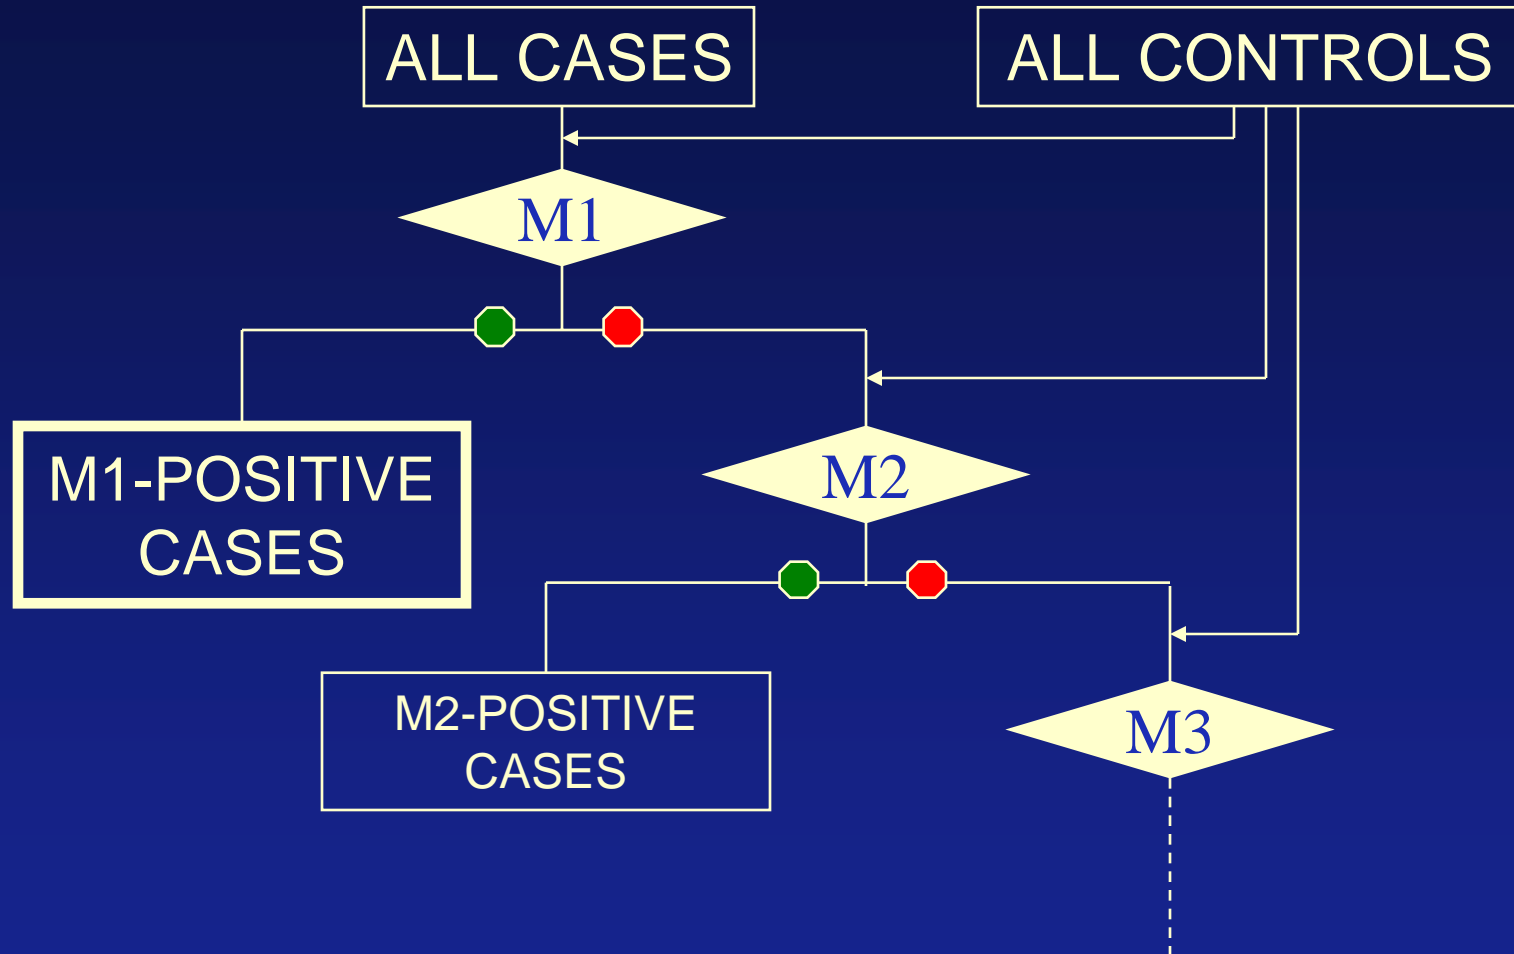 ALL CASES
ALL CONTROLS
M1
M1-POSITIVE
CASES
M2
M2-POSITIVE
CASES
M3